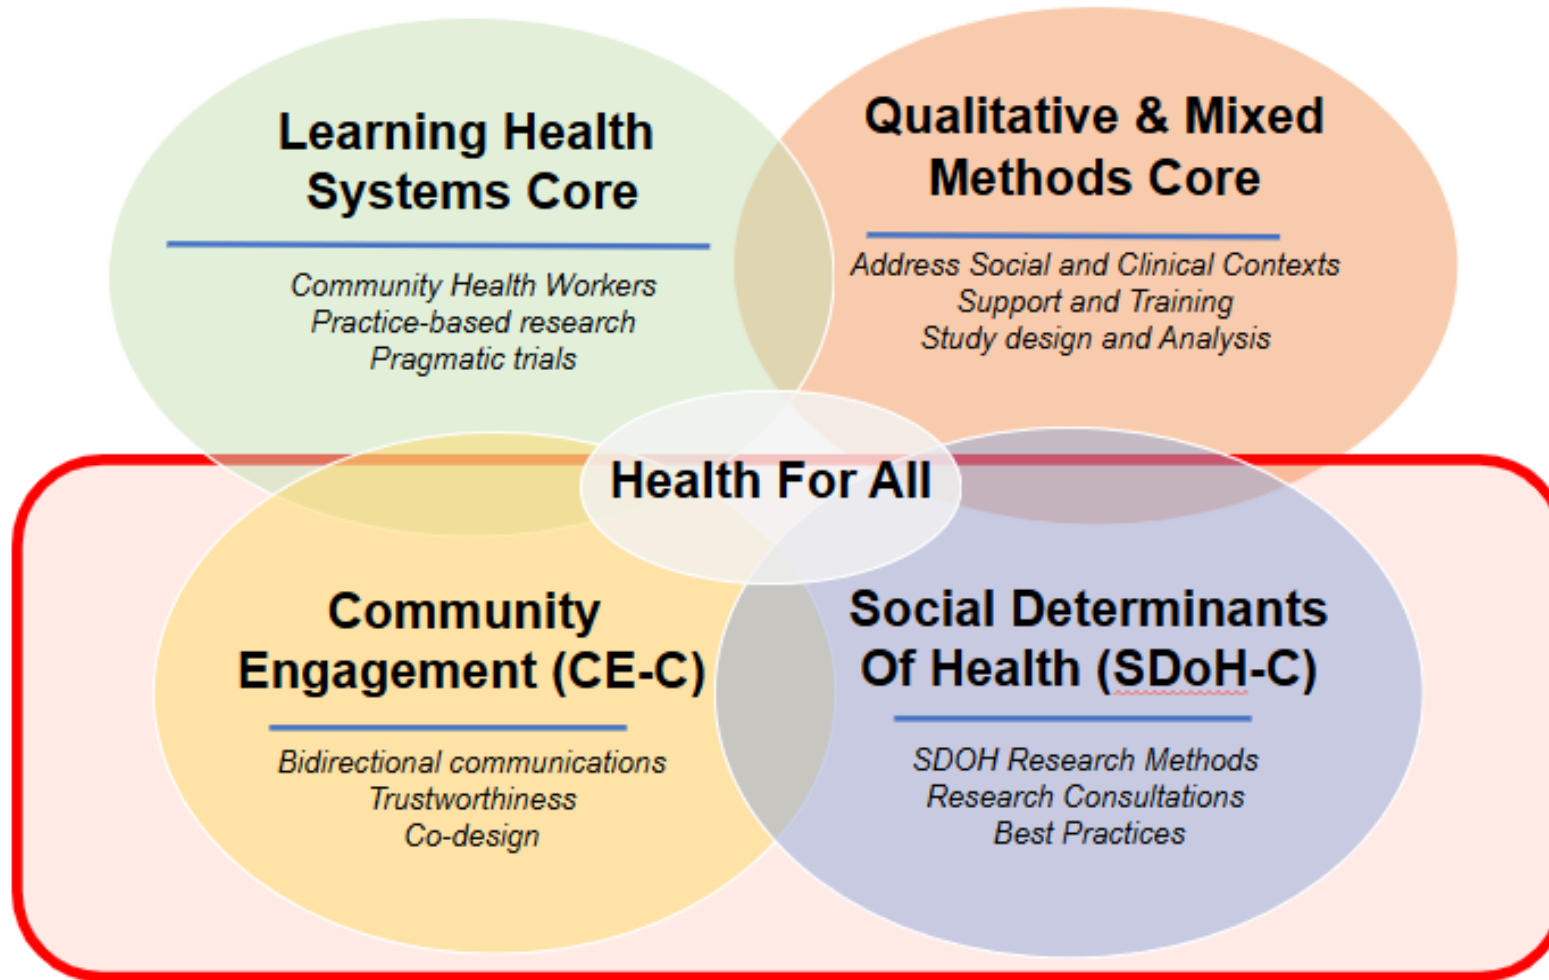 Learning Health
Systems Core
Community Health Workers
Practice-based research
Pragmatic trials
Qualitative & Mixed
Methods Core
Address Social and Clinical Contexts
Support and Training
Study design and Analysis
Health For All
Community
Engagement (CE-C)
Bidirectional communications
Trustworthiness
Co-design
Social Determinants
Of Health (SDoH-C)
SDOH Research Methods
Research Consultations
Best Practices